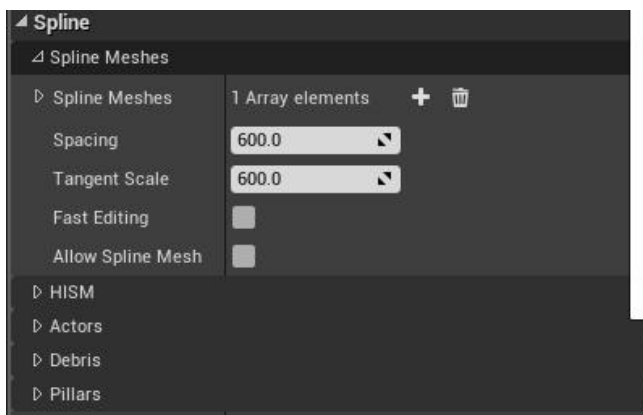 Spline
Spline Meshes
Spline Meshes 1 Array elements
Spacing 600.0
Tangent Scale 600.0
Fast Editing
Allow Spline Mesh
HISM
Actors
Debris
Pillars